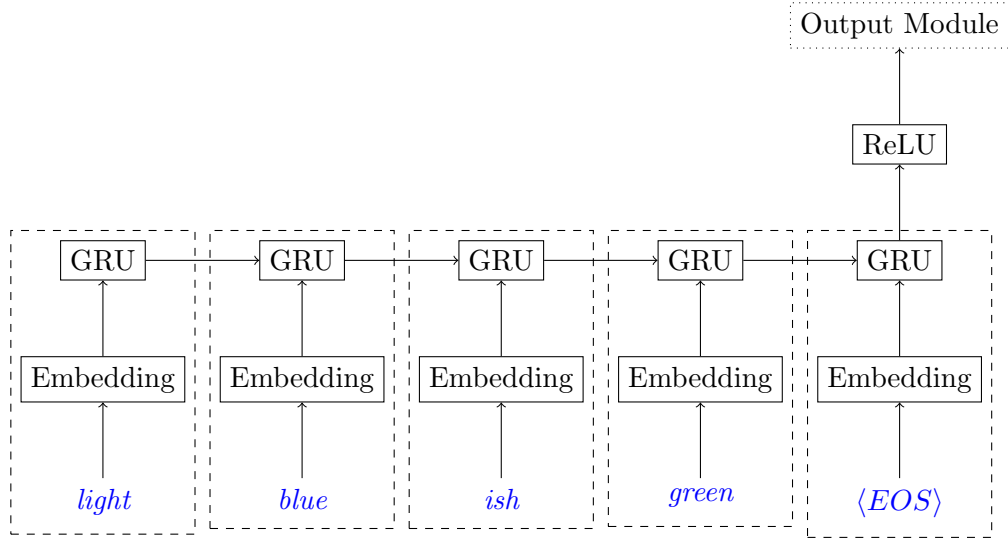 Output Module
ReLU
GRU GRU GRU GRU GRU
Embedding Embedding Embedding Embedding Embedding
light blue ish green ⟨EOS⟩